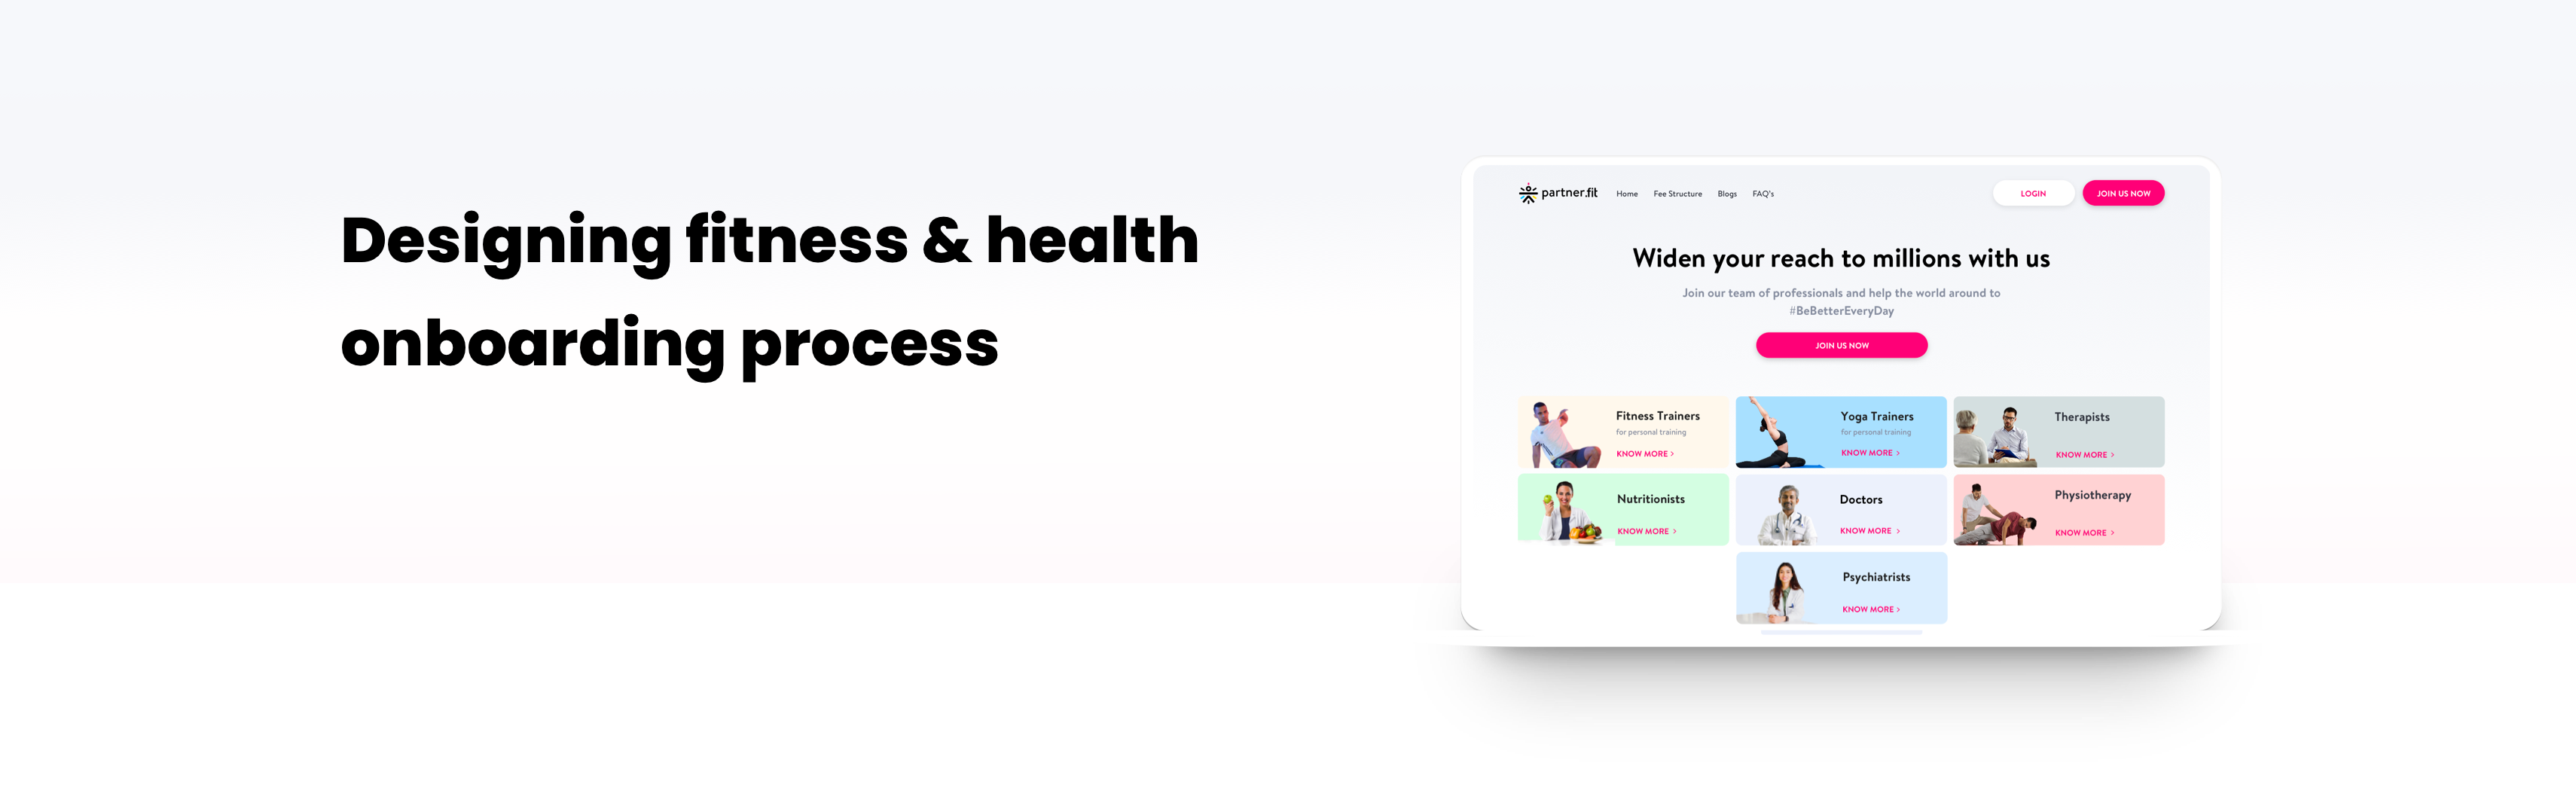 Designing fitness & health
onboarding process
partner.fit
Home
Fee Structure
Blogs
FAQ's
LOGIN
JOIN US NOW
Widen your reach to millions with us
Join our team of professionals and help the world around to
#BeBetterEveryDay
JOIN US NOW
Fitness Trainers
for personal training
KNOW MORE >
Yoga Trainers
for personal training
KNOW MORE >
Therapists
KNOW MORE >
Nutritionists
KNOW MORE >
Doctors
KNOW MORE >
Physiotherapy
KNOW MORE >
Psychiatrists
KNOW MORE >